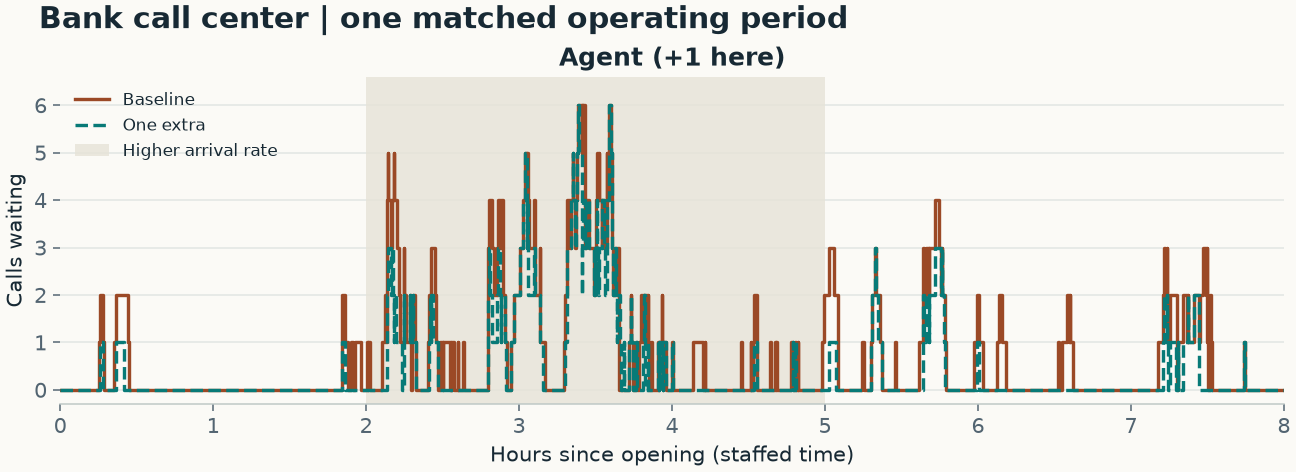 Bank call center | one matched operating period
Agent (+1 here)
Baseline
One extra
Higher arrival rate
Calls waiting
6
5
4
3
2
1
0
0 1 2 3 4 5 6 7 8
Hours since opening (staffed time)